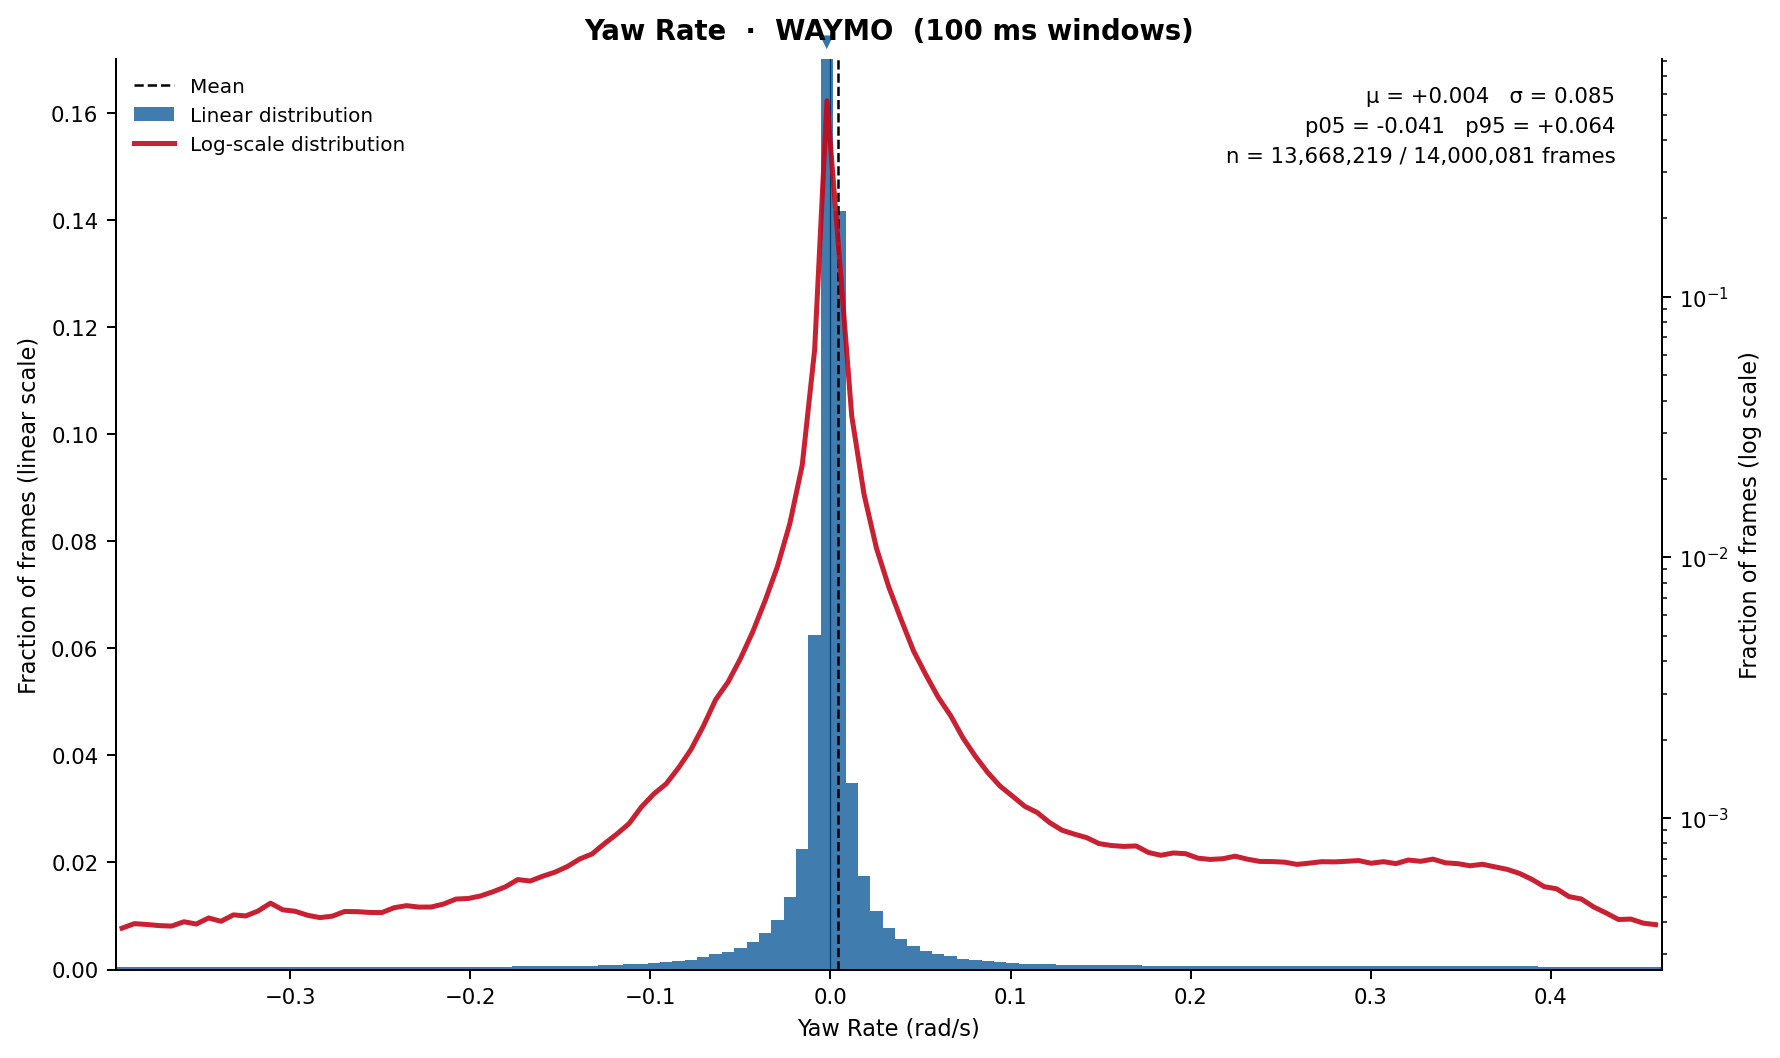 Yaw Rate · WAYMO (100 ms windows)
Mean
Linear distribution
Log-scale distribution
μ = +0.004 σ = 0.085
p05 = -0.041 p95 = +0.064
n = 13,668,219 / 14,000,081 frames
Fraction of frames (linear scale)
0.16
0.14
0.12
0.10
0.08
0.06
0.04
0.02
0.00
10⁻¹
10⁻²
10⁻³
Fraction of frames (log scale)
−0.3 −0.2 −0.1 0.0 0.1 0.2 0.3 0.4
Yaw Rate (rad/s)